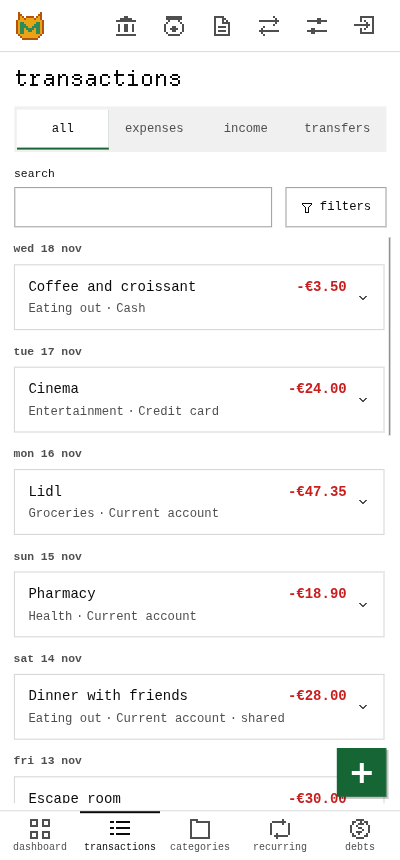 transactions
all
expenses
income
transfers
search
filters
wed 18 nov
Coffee and croissant
-€3.50
Eating out · Cash
tue 17 nov
Cinema
-€24.00
Entertainment · Credit card
mon 16 nov
Lidl
-€47.35
Groceries · Current account
sun 15 nov
Pharmacy
-€18.90
Health · Current account
sat 14 nov
Dinner with friends
-€28.00
Eating out · Current account · shared
fri 13 nov
Escape room
-€30.00
dashboard
transactions
categories
recurring
debts